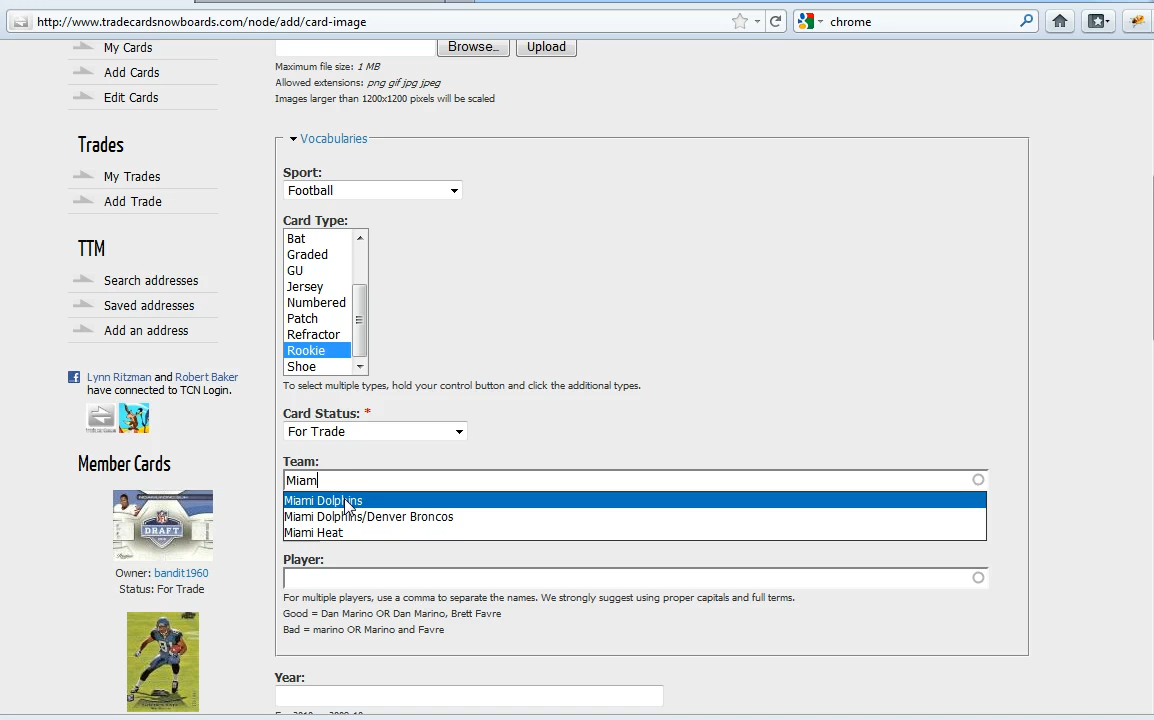 http://www.tradecardsnowboards.com/node/add/card-image
chrome
My Cards
Browse...
Upload
Maximum file size: 1 MB
Add Cards
Allowed extensions: png gif jpg jpeg
Edit Cards
Images larger than 1200x1200 pixels will be scaled
Trades
My Trades
Add Trade
TTM
Search addresses
Saved addresses
Add an address
Lynn Ritzman and Robert Baker
have connected to TCN Login.
Member Cards
DRAFT
Owner: bandit1960
Status: For Trade
Vocabularies
Sport:
Football
Card Type:
Bat
Graded
GU
Jersey
Numbered
Patch
Refractor
Rookie
Shoe
To select multiple types, hold your control button and click the additional types.
Card Status: *
For Trade
Team:
Miam
Miami Dolphins
Miami Dolphins/Denver Broncos
Miami Heat
Player:
For multiple players, use a comma to separate the names. We strongly suggest using proper capitals and full terms.
Good = Dan Marino OR Dan Marino, Brett Favre
Bad = marino OR Marino and Favre
Year: